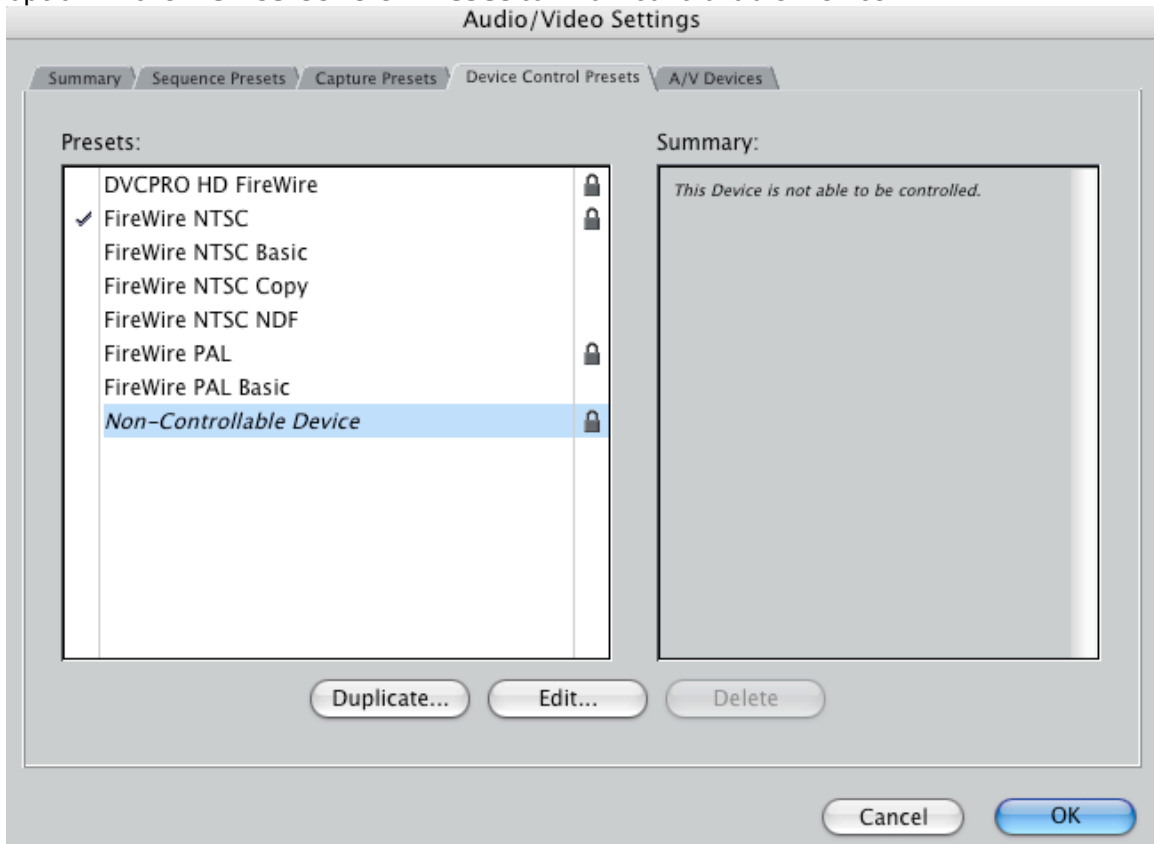 Audio/Video Settings
Summary Sequence Presets Capture Presets Device Control Presets A/V Devices
Presets:
DVCPRO HD FireWire
FireWire NTSC
FireWire NTSC Basic
FireWire NTSC Copy
FireWire NTSC NDF
FireWire PAL
FireWire PAL Basic
Non-Controllable Device
Summary:
This Device is not able to be controlled.
Duplicate... Edit... Delete
Cancel OK